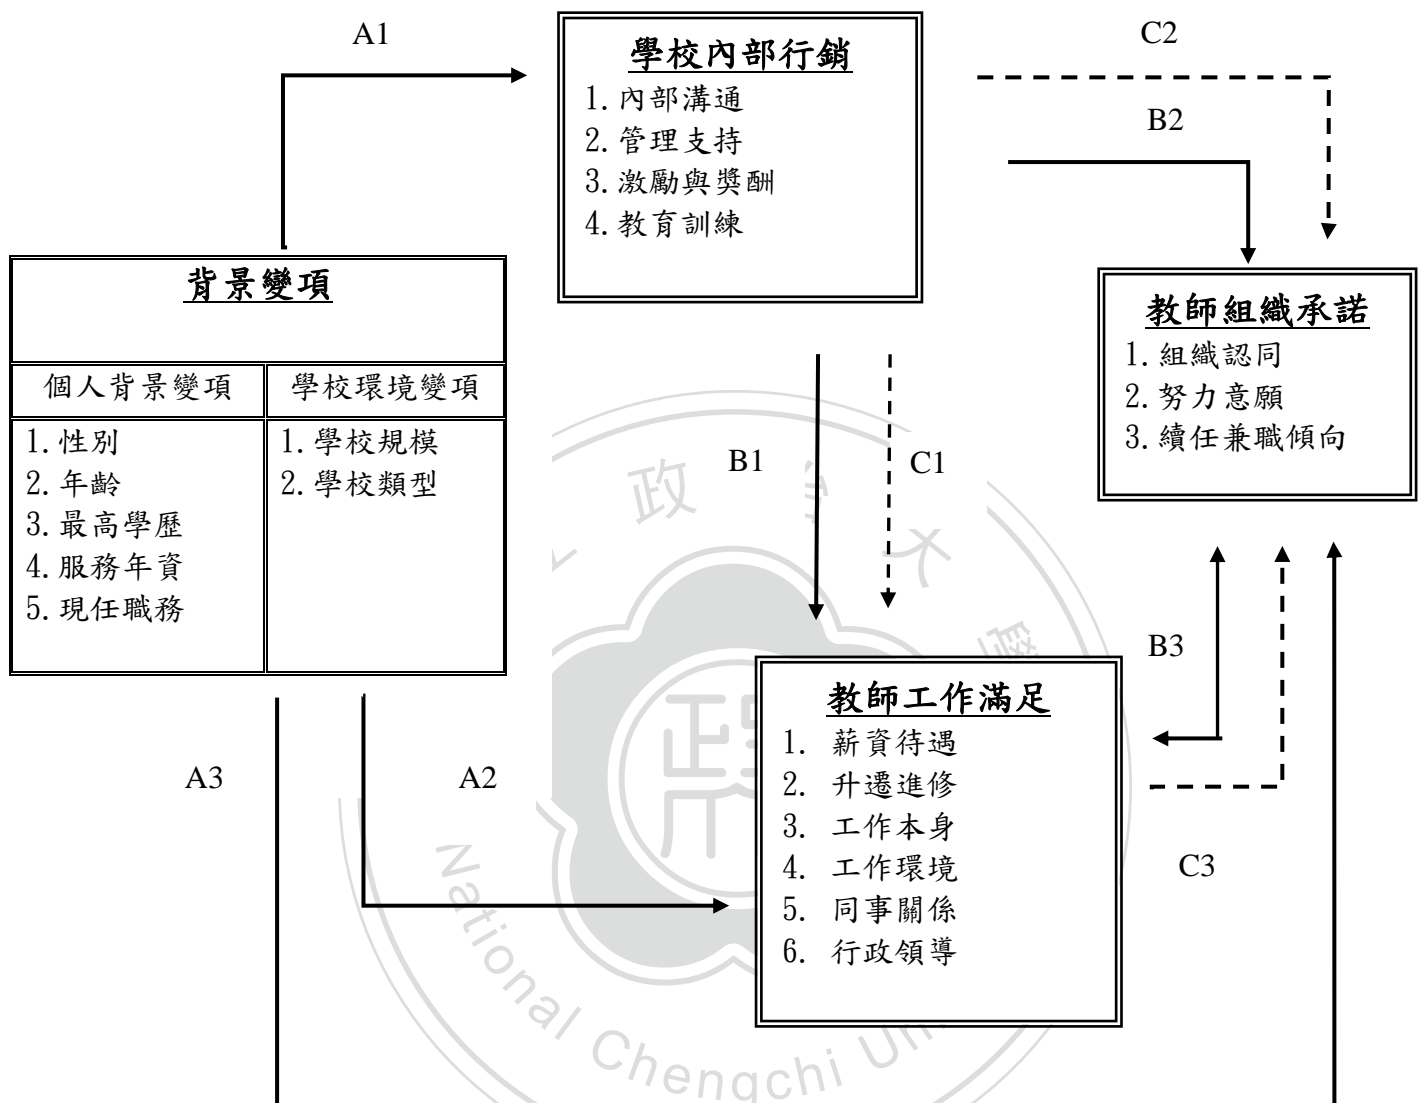 A1
學校內部行銷
1.內部溝通
2.管理支持
3.激勵與獎酬
4.教育訓練
C2
B2
背景變項
個人背景變項
學校環境變項
1.性別
2.年齡
3.最高學歷
4.服務年資
5.現任職務
1.學校規模
2.學校類型
教師組織承諾
1.組織認同
2.努力意願
3.續任兼職傾向
B1
C1
B3
教師工作滿足
1. 薪資待遇
2. 升遷進修
3. 工作本身
4. 工作環境
5. 同事關係
6. 行政領導
A3
A2
C3
政
大
學
National Chengchi Un